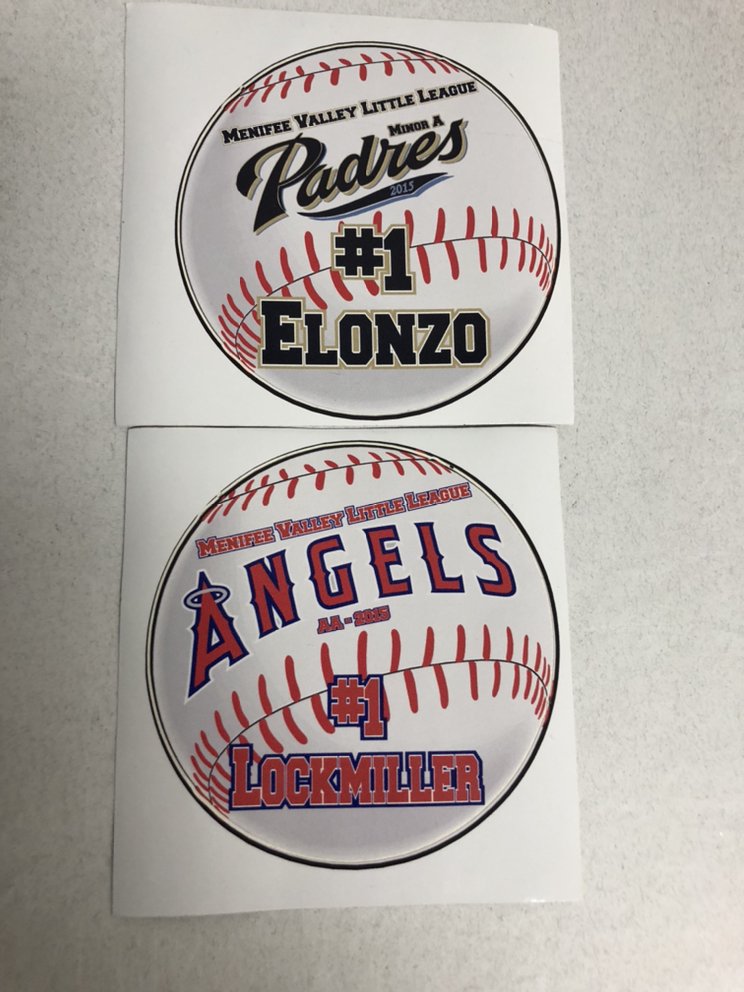 MENIFEE VALLEY LITTLE LEAGUE
MINOR A
Padres
2015
#1
ELONZO
MENIFEE VALLEY LITTLE LEAGUE
ANGELS
AA - 2015
#1
LOCKMILLER